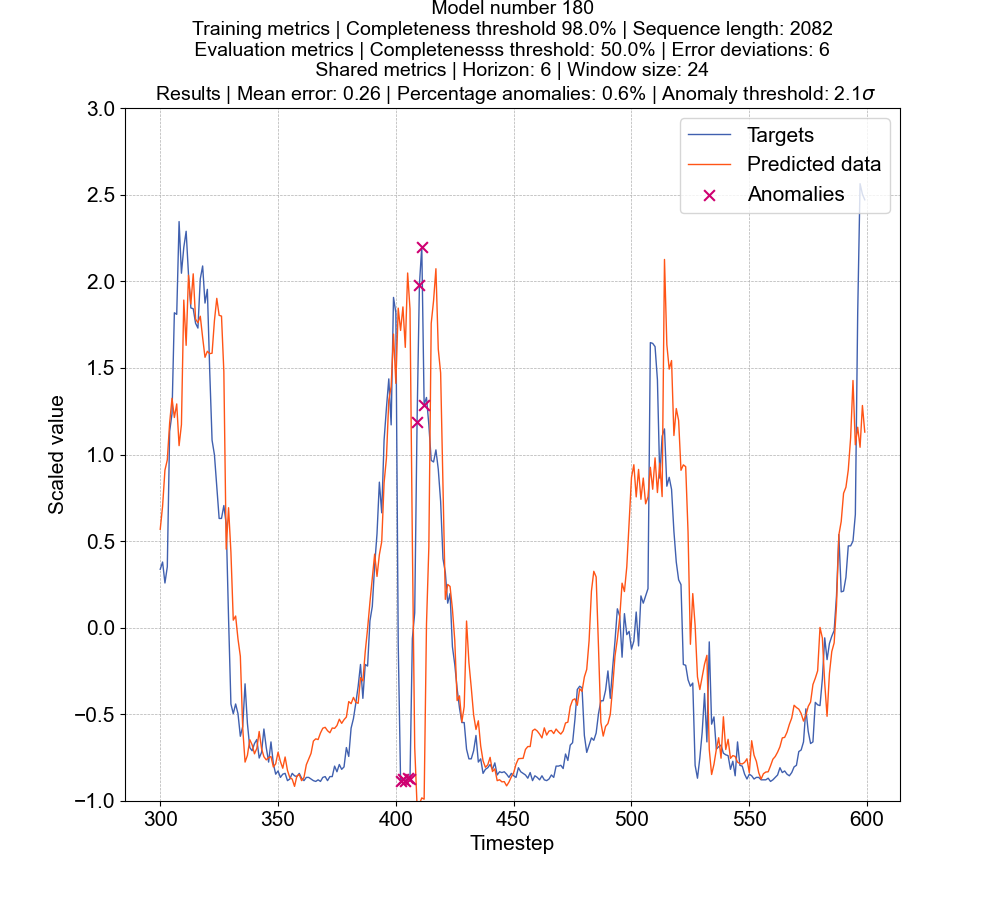 Model number 180
Training metrics | Completeness threshold 98.0% | Sequence length: 2082
Evaluation metrics | Completenesss threshold: 50.0% | Error deviations: 6
Shared metrics | Horizon: 6 | Window size: 24
Results | Mean error: 0.26 | Percentage anomalies: 0.6% | Anomaly threshold: 2.1σ
3.0
2.5
2.0
1.5
1.0
0.5
0.0
−0.5
−1.0
Scaled value
Targets
Predicted data
Anomalies
300 350 400 450 500 550 600
Timestep